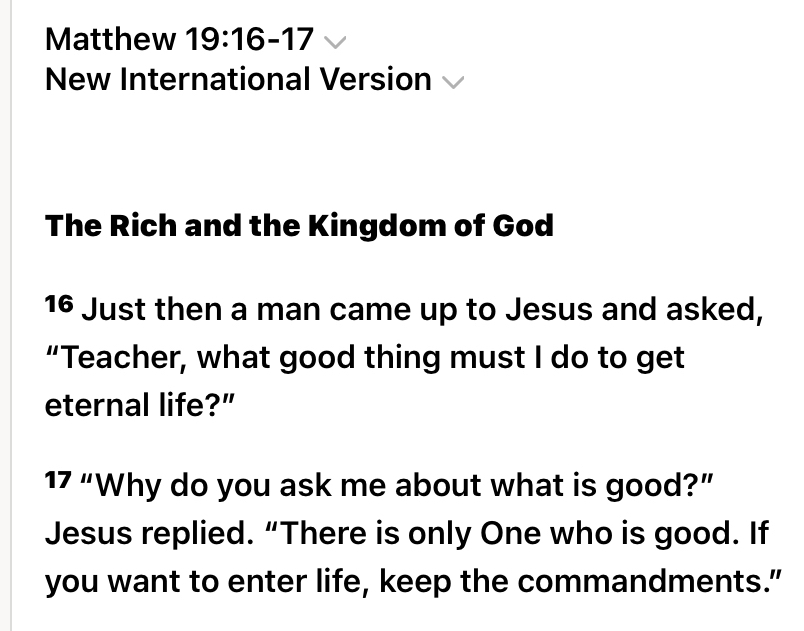 Matthew 19:16-17
New International Version
The Rich and the Kingdom of God
16 Just then a man came up to Jesus and asked,
“Teacher, what good thing must I do to get
eternal life?”
17 “Why do you ask me about what is good?”
Jesus replied. “There is only One who is good. If
you want to enter life, keep the commandments.”